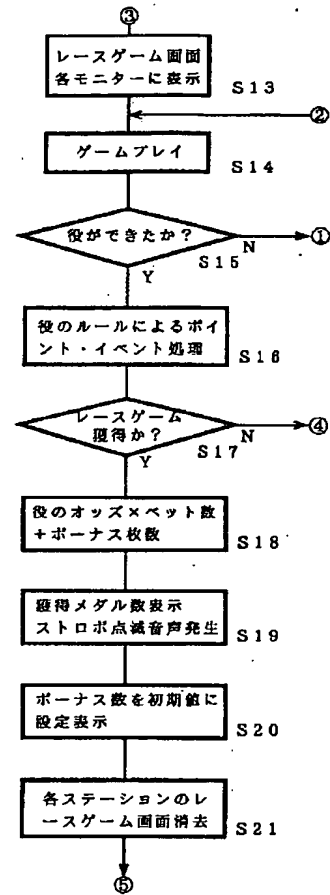 ③
レースゲーム画面
各モニターに表示
S13
②
ゲームプレイ
S14
役ができたか?
N
①
S15
Y
役のルールによるポイ
ント・イベント処理
S16
レースゲーム
獲得か?
N
④
S17
Y
役のオッズ×ベット数
+ボーナス枚数
S18
獲得メダル数表示
ストロボ点滅音声発生
S19
ボーナス数を初期値に
設定表示
S20
各ステーションのレ
ースゲーム画面消去
S21
⑤